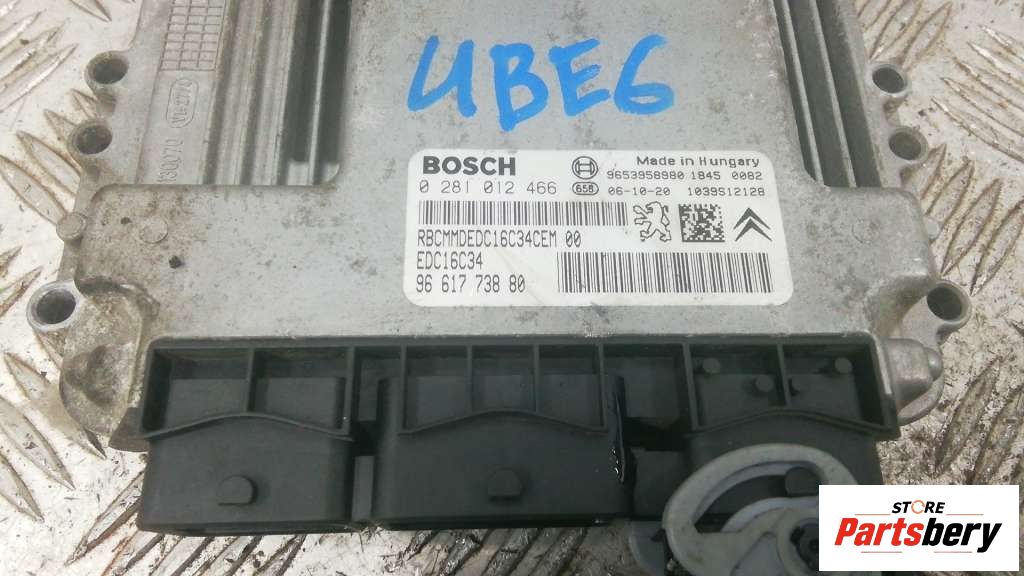 UBE6
BOSCH
Made in Hungary
9653958980 1845 0082
0 281 012 466 658 06-10-20 1039S12128
RBCMMDEDC16C34CEM 00
EDC16C34
96 617 738 80
STORE
Partsbery